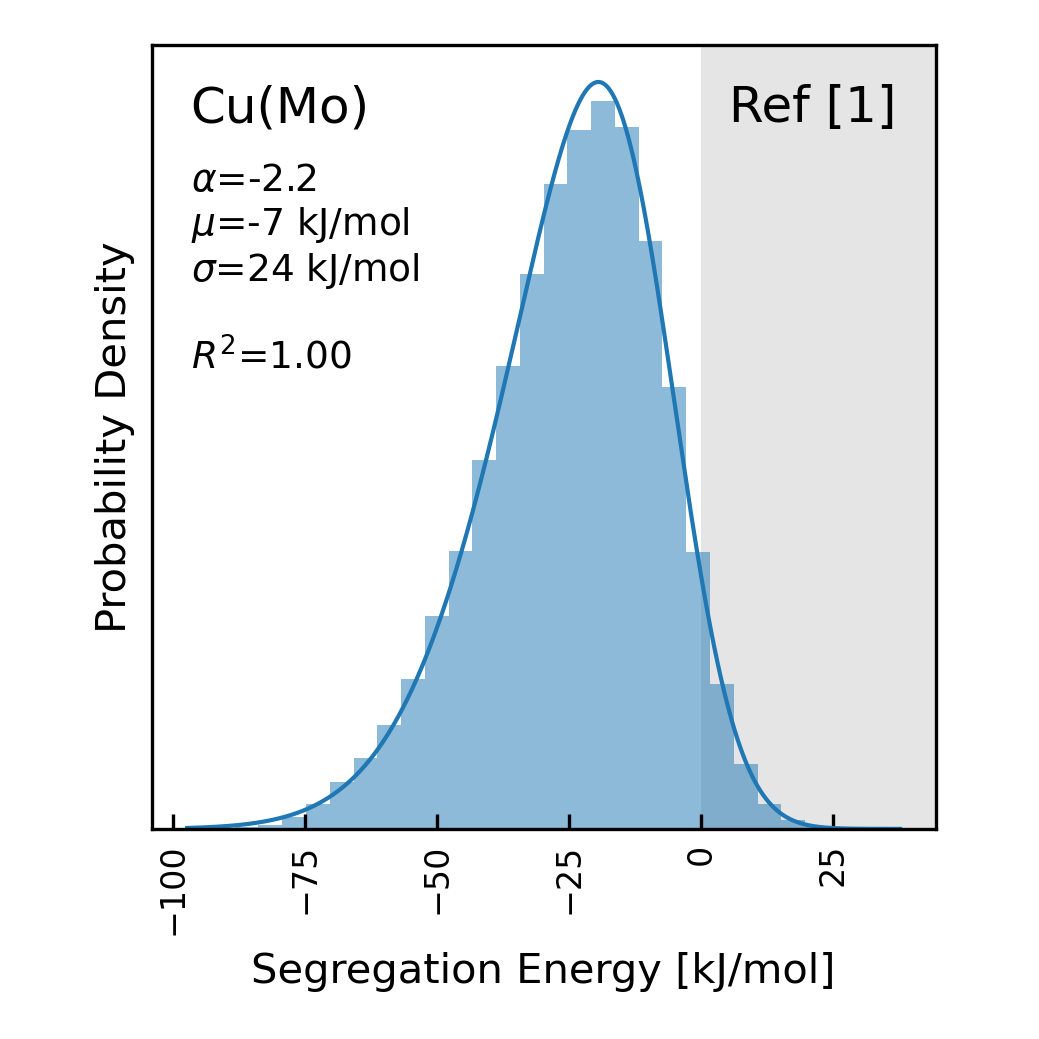 Cu(Mo)
Ref [1]
α=-2.2
μ=-7 kJ/mol
σ=24 kJ/mol
R²=1.00
Probability Density
−100
−75
−50
−25
0
25
Segregation Energy [kJ/mol]